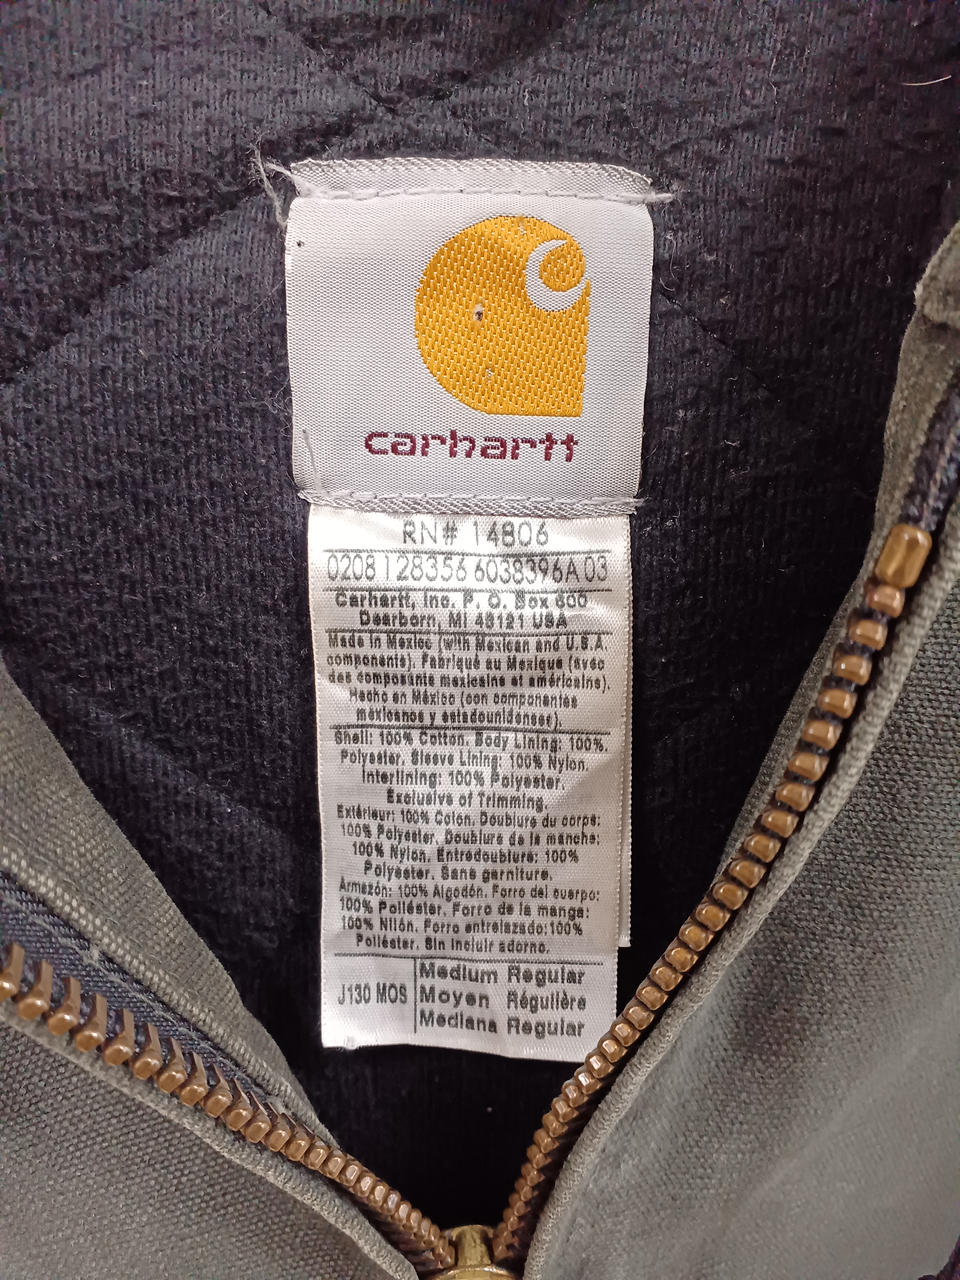 carhartt
RN# 14806
0208128356 6038396A 03
Carhartt, Inc. P. O. Box 600
Dearborn, MI 48121 USA
Made in Mexico (with Mexican and U.S.A.
components). Fabriqué au Mexique (avec
des composants mexicains et américains).
Hecho en México (con componentes
mexicanos y estadounidenses).
Shell: 100% Cotton. Body Lining: 100%.
Polyester. Sleeve Lining: 100% Nylon.
Interlining: 100% Polyester.
Exclusive of Trimming.
Extérieur: 100% Coton. Doublure du corps:
100% Polyester. Doublure de la manche:
100% Nylon. Entredoublure: 100%
Polyester. Sans garniture.
Armazón: 100% Algodón. Forro del cuerpo:
100% Poliéster. Forro de la manga:
100% Nilón. Forro entrelazado:100%
Poliéster. Sin incluir adorno.
J130 MOS
Medium Regular
Moyen Régulière
Mediana Regular